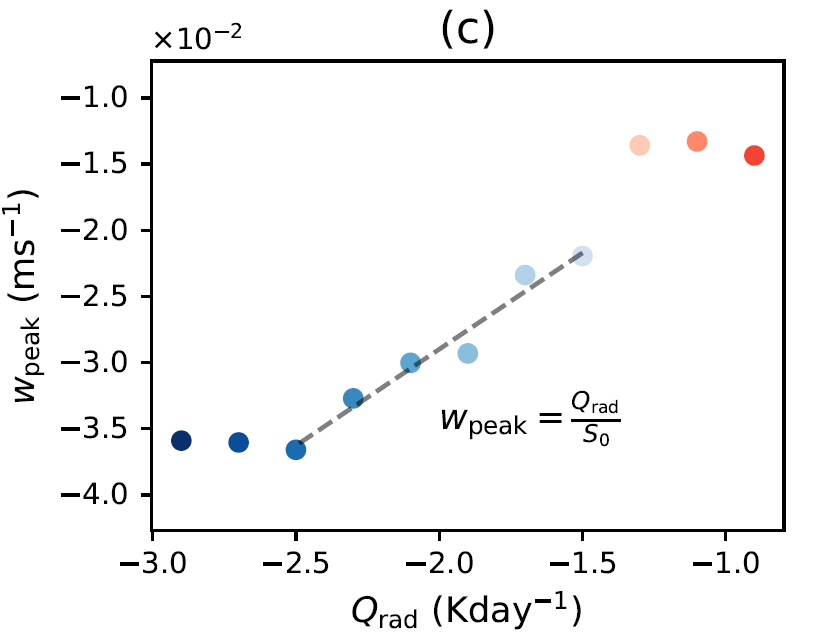 (c)
×10⁻²
−1.0
−1.5
−2.0
−2.5
−3.0
−3.5
−4.0
w_peak (ms⁻¹)
w_peak = Q_rad / S_0
−3.0 −2.5 −2.0 −1.5 −1.0
Q_rad (Kday⁻¹)